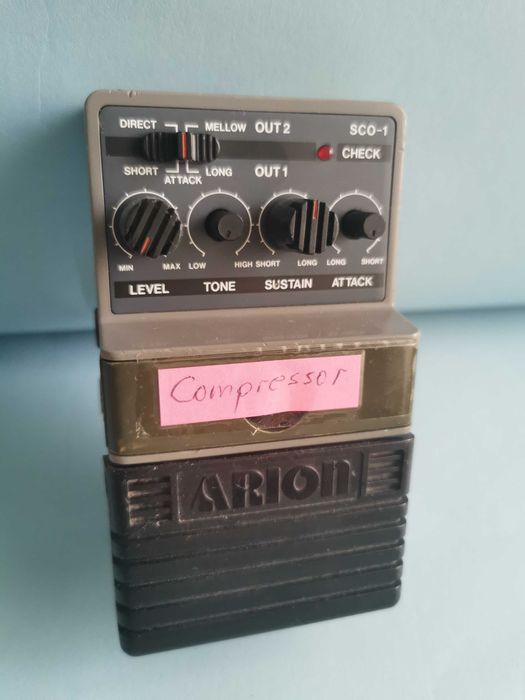 DIRECT MELLOW OUT 2 SCO-1
CHECK
SHORT ATTACK LONG OUT 1
MIN MAX LOW HIGH SHORT LONG LONG SHORT
LEVEL TONE SUSTAIN ATTACK
Compressor
ARION